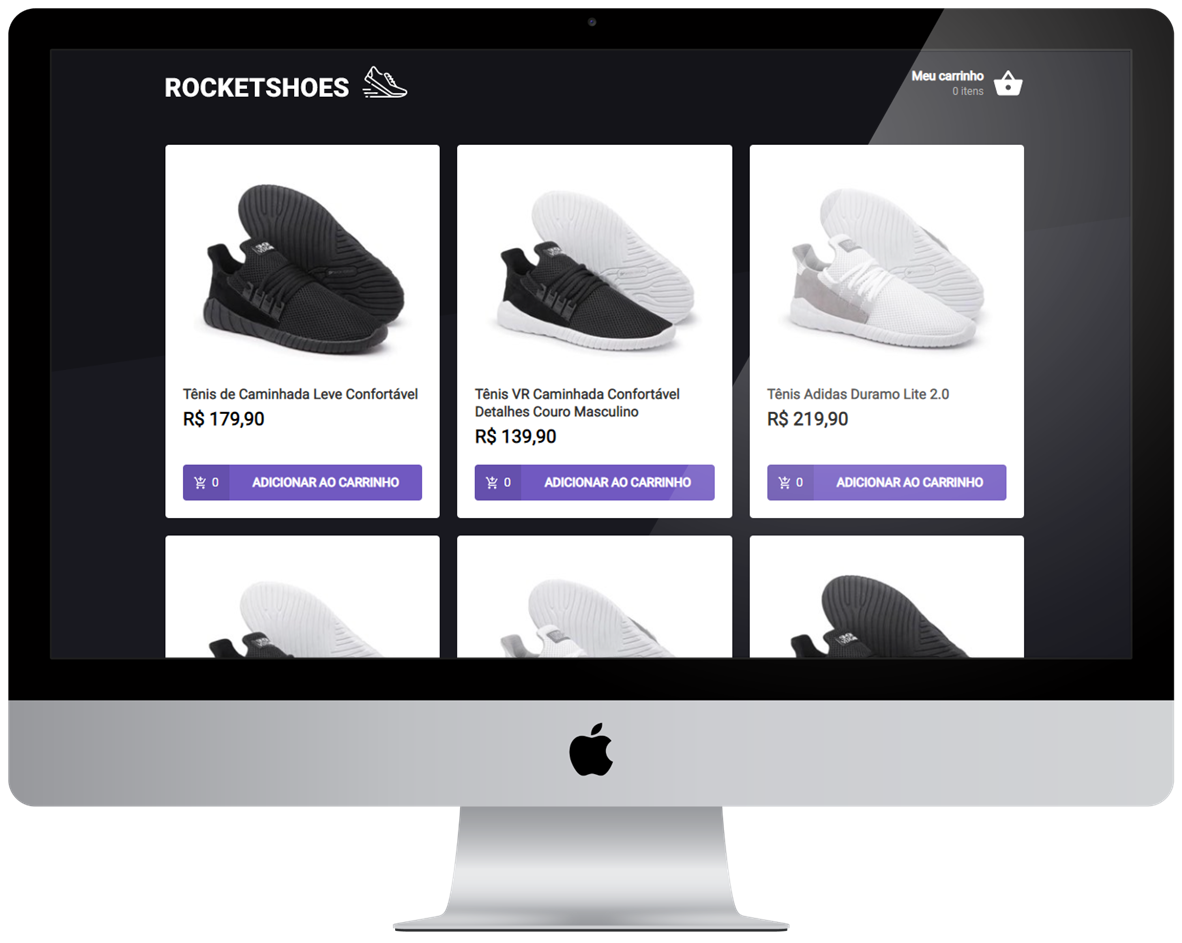 ROCKETSHOES
Meu carrinho
0 itens
Tênis de Caminhada Leve Confortável
R$ 179,90
0 ADICIONAR AO CARRINHO
Tênis VR Caminhada Confortável
Detalhes Couro Masculino
R$ 139,90
0 ADICIONAR AO CARRINHO
Tênis Adidas Duramo Lite 2.0
R$ 219,90
0 ADICIONAR AO CARRINHO